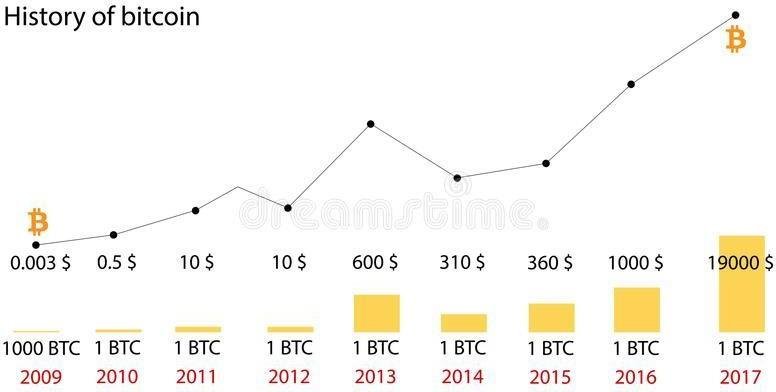 History of bitcoin
dreamstime.
0.003 $ 0.5 $ 10 $ 10 $ 600 $ 310 $ 360 $ 1000 $ 19000 $
1000 BTC 1 BTC 1 BTC 1 BTC 1 BTC 1 BTC 1 BTC 1 BTC 1 BTC
2009 2010 2011 2012 2013 2014 2015 2016 2017